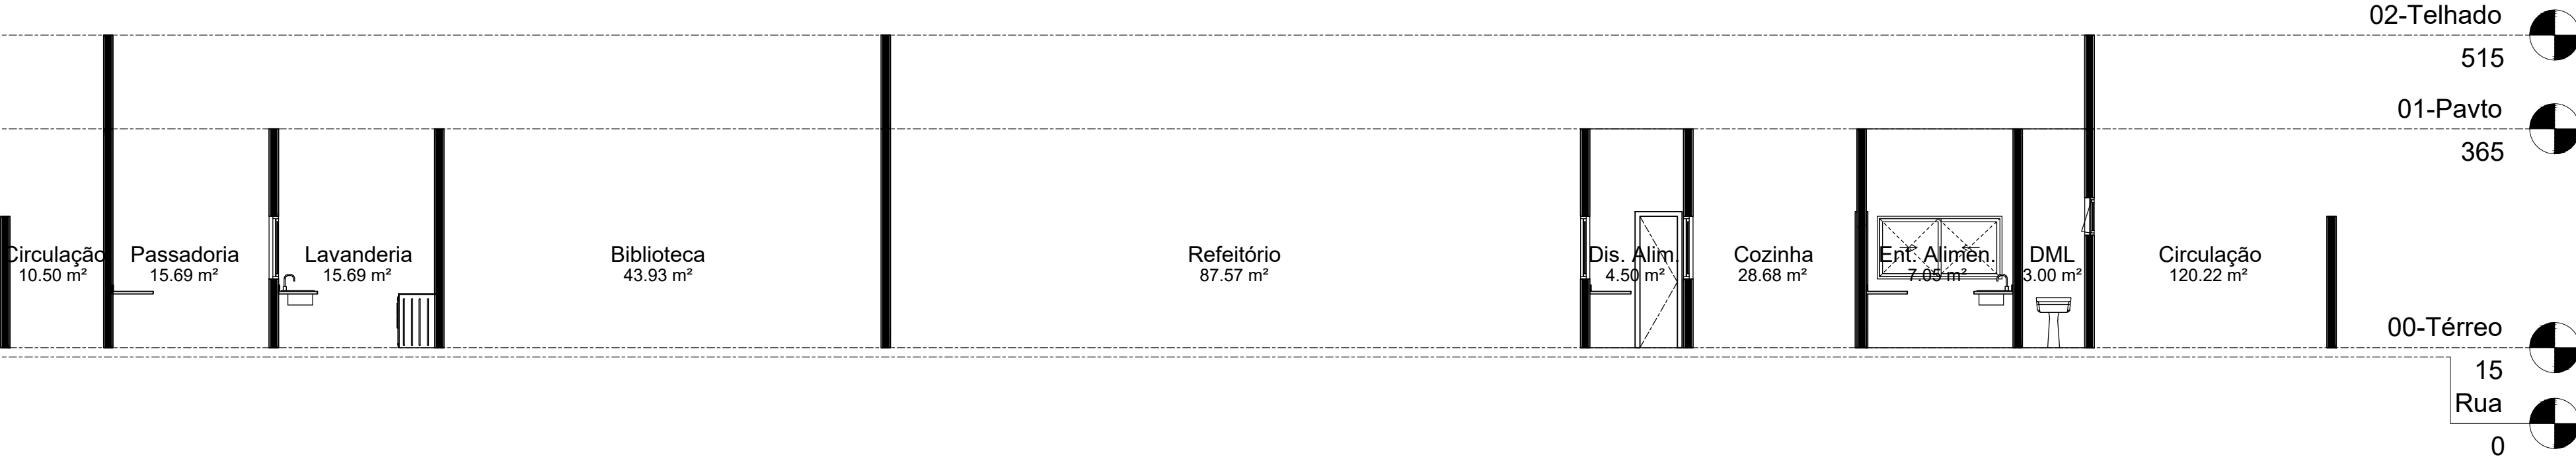 02-Telhado
515
01-Pavto
365
Circulação
10.50 m²
Passadoria
15.69 m²
Lavanderia
15.69 m²
Biblioteca
43.93 m²
Refeitório
87.57 m²
Dis. Alim.
4.50 m²
Cozinha
28.68 m²
Ent. Alimen.
7.05 m²
DML
3.00 m²
Circulação
120.22 m²
00-Térreo
15
Rua
0